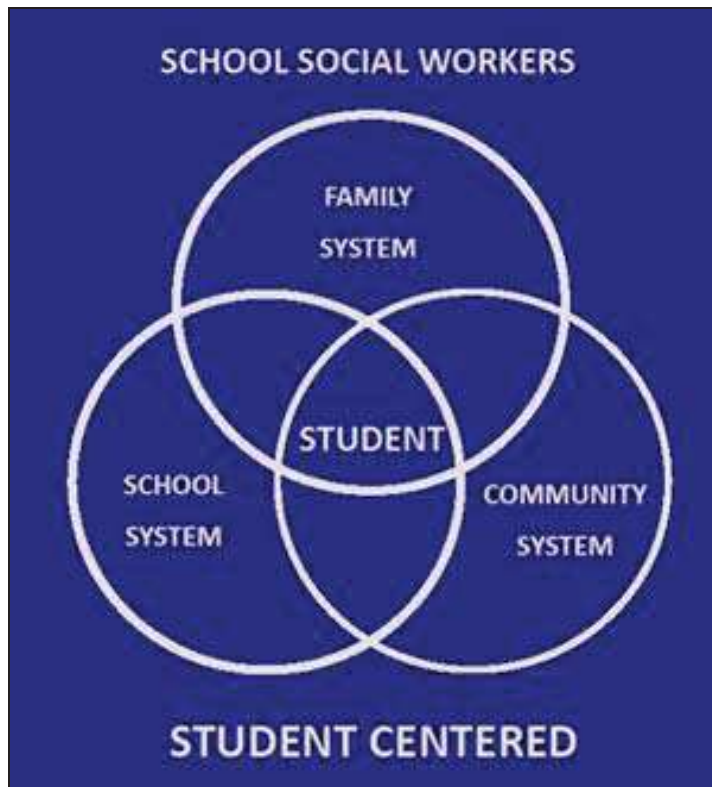 SCHOOL SOCIAL WORKERS
FAMILY
SYSTEM
STUDENT
SCHOOL
SYSTEM
COMMUNITY
SYSTEM
STUDENT CENTERED